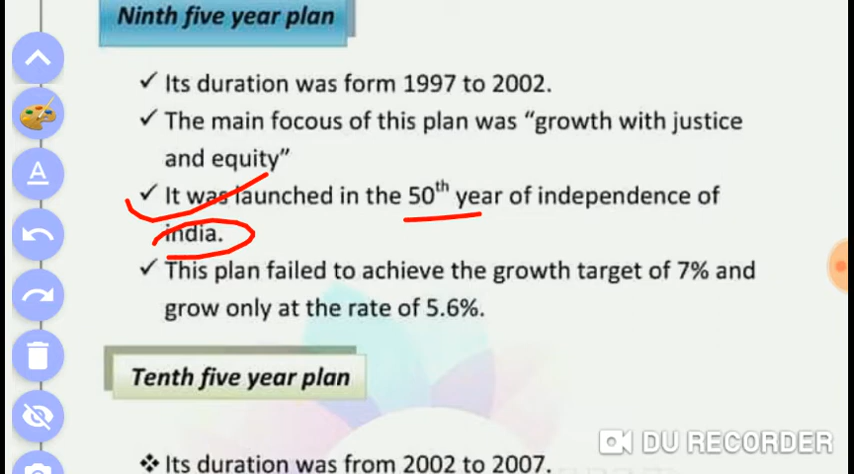 Ninth five year plan
✓ Its duration was form 1997 to 2002.
✓ The main focous of this plan was “growth with justice
and equity”
✓ It was launched in the 50th year of independence of
india.
✓ This plan failed to achieve the growth target of 7% and
grow only at the rate of 5.6%.
Tenth five year plan
❖ Its duration was from 2002 to 2007.
A
DU RECORDER